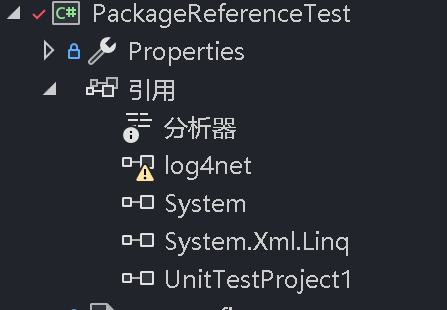 C# PackageReferenceTest
Properties
引用
分析器
log4net
System
System.Xml.Linq
UnitTestProject1